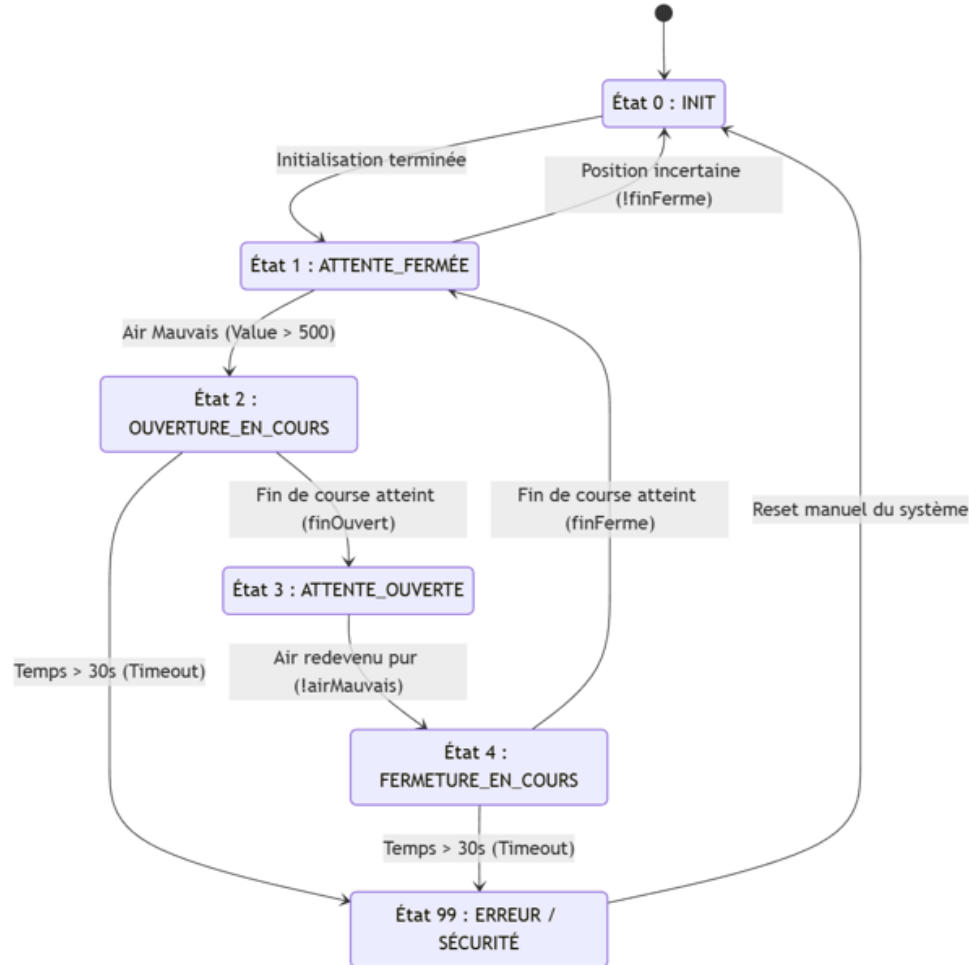 État 0 : INIT
Initialisation terminée
Position incertaine
(!finFerme)
État 1 : ATTENTE_FERMÉE
Air Mauvais (Value > 500)
État 2 :
OUVERTURE_EN_COURS
Fin de course atteint
(finOuvert)
Fin de course atteint
(finFerme)
Reset manuel du système
État 3 : ATTENTE_OUVERTE
Temps > 30s (Timeout)
Air redevenu pur
(!airMauvais)
État 4 :
FERMETURE_EN_COURS
Temps > 30s (Timeout)
État 99 : ERREUR /
SÉCURITÉ